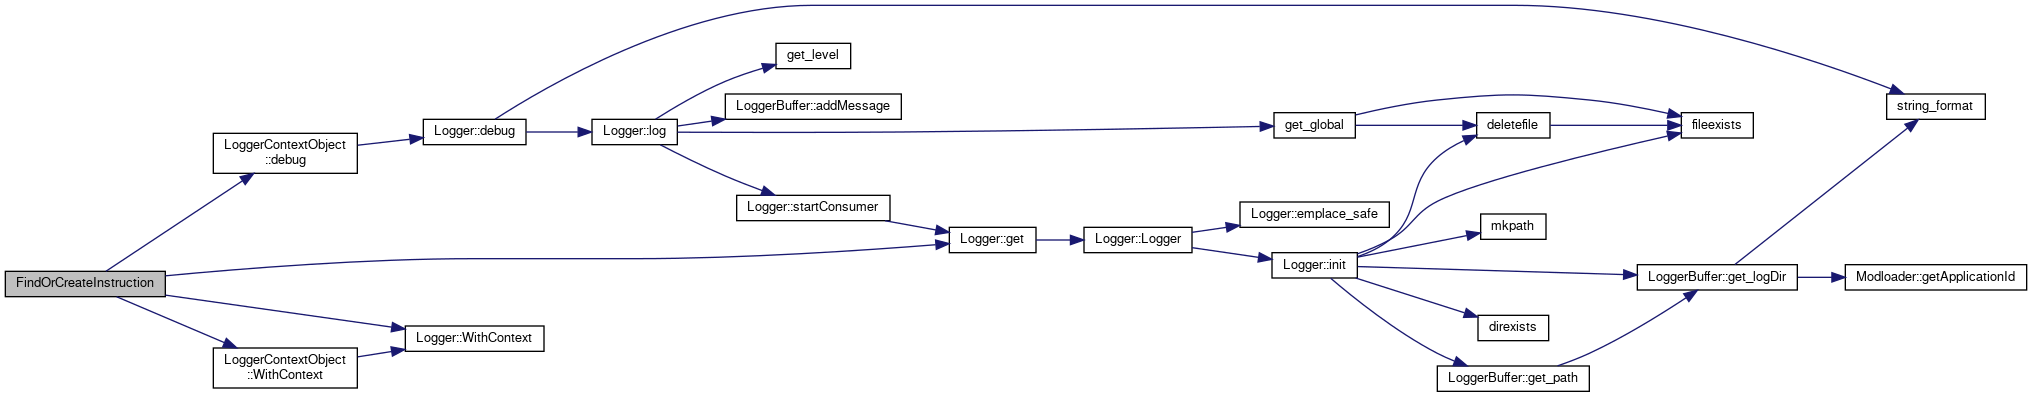 FindOrCreateInstruction
LoggerContextObject
::debug
LoggerContextObject
::WithContext
Logger::debug
Logger::WithContext
Logger::log
get_level
LoggerBuffer::addMessage
Logger::startConsumer
Logger::get
Logger::Logger
Logger::emplace_safe
get_global
Logger::init
deletefile
mkpath
direxists
LoggerBuffer::get_path
fileexists
LoggerBuffer::get_logDir
string_format
Modloader::getApplicationId